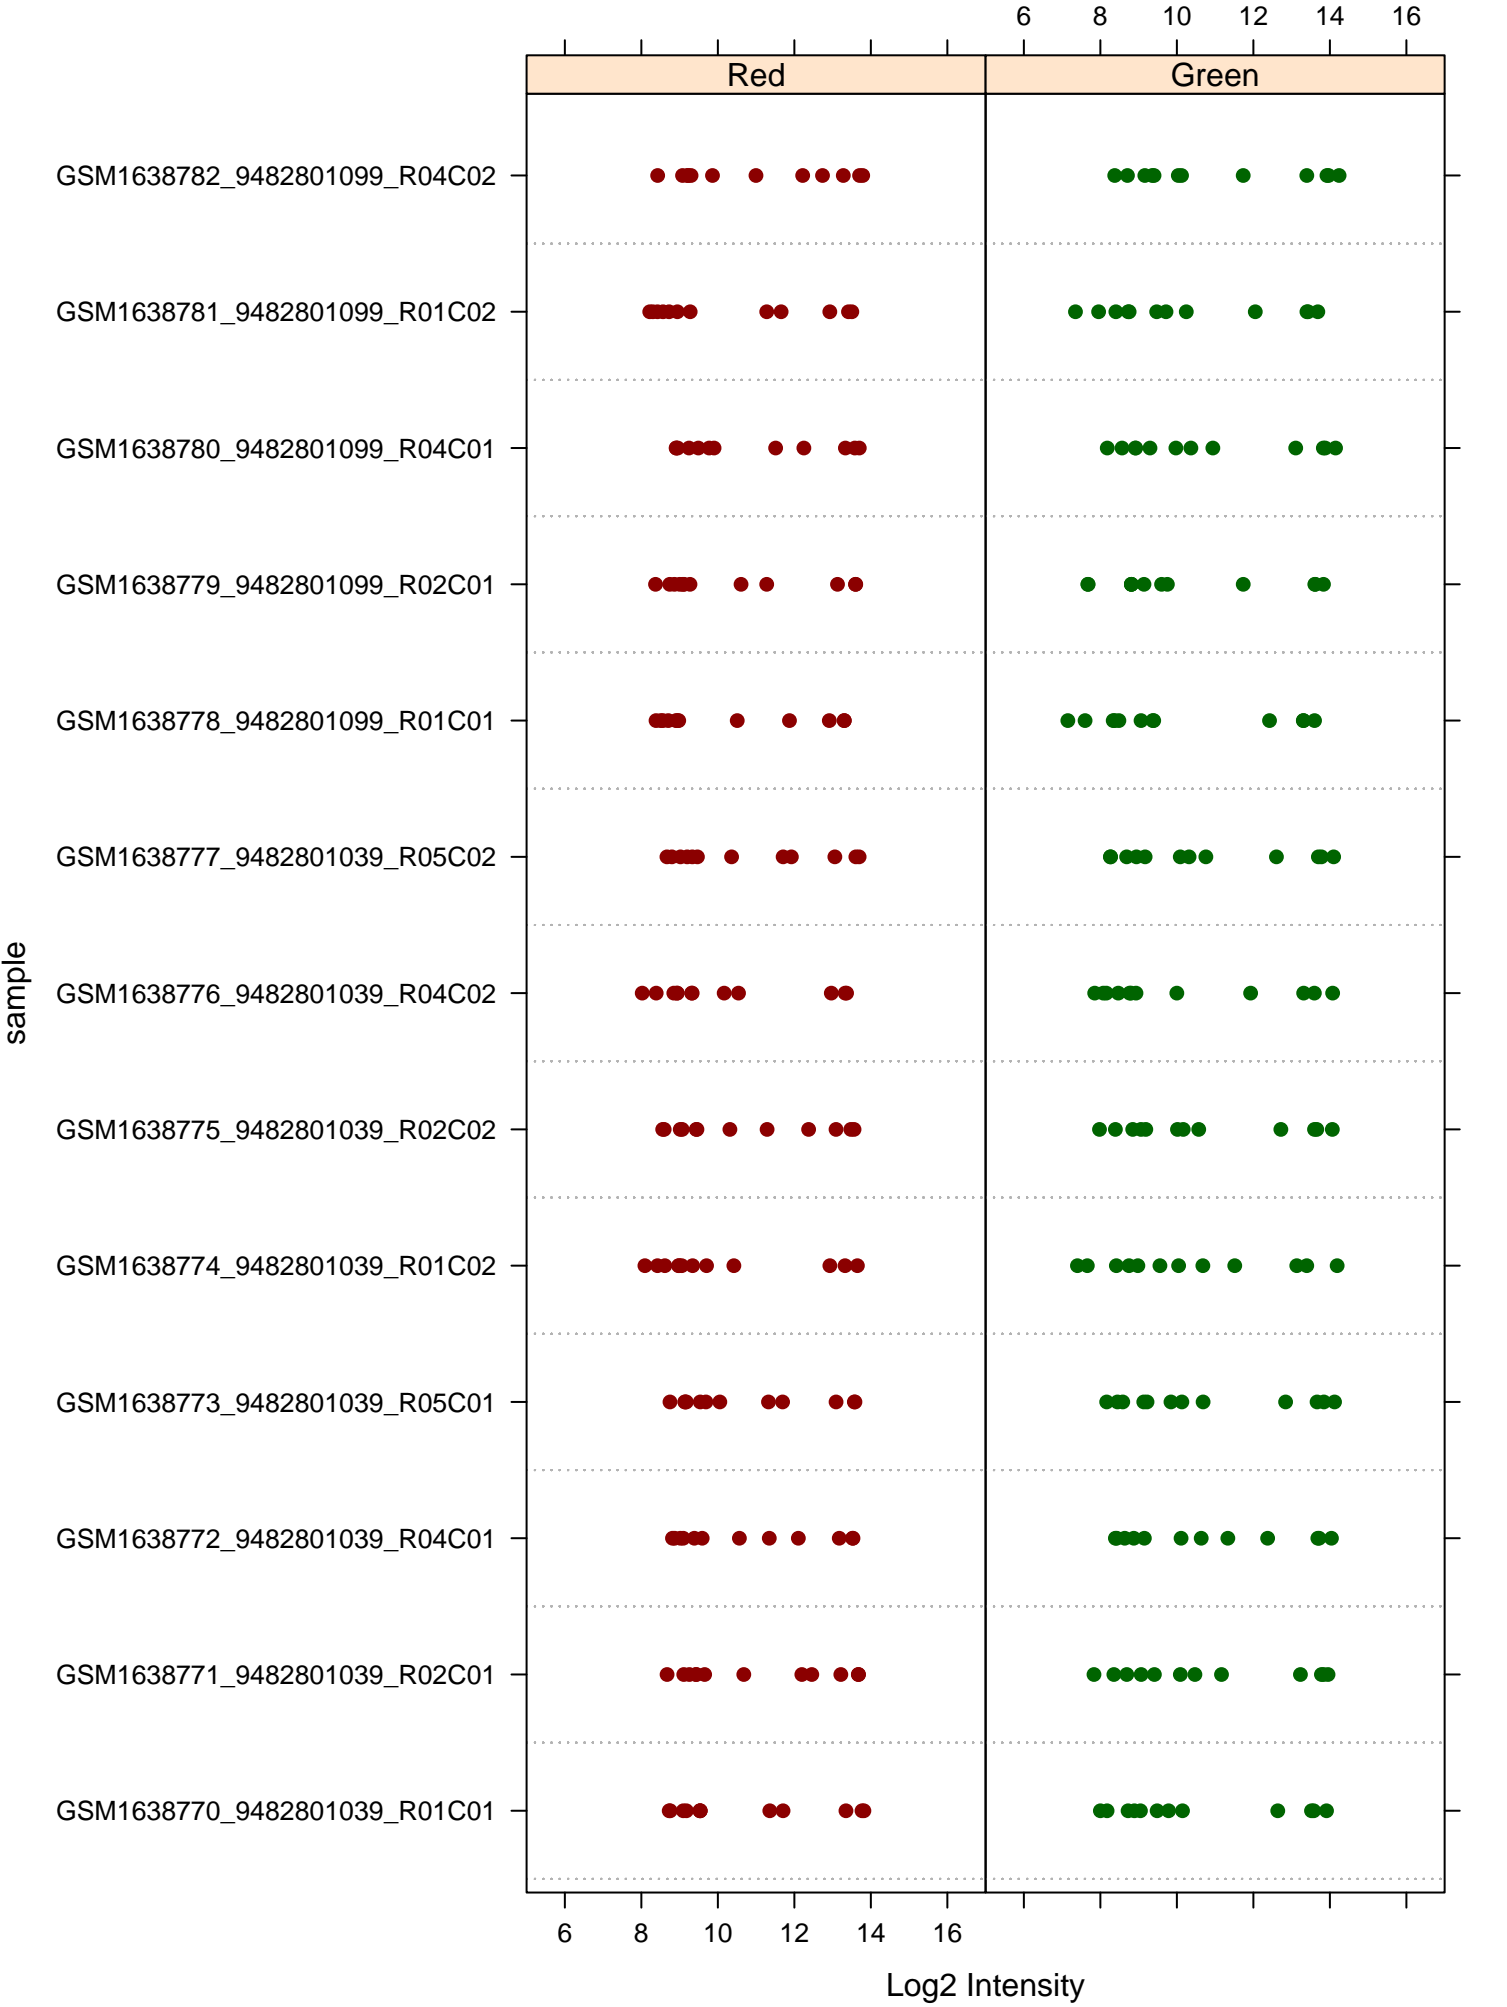 6 8 10 12 14 16
Red Green
GSM1638782_9482801099_R04C02
GSM1638781_9482801099_R01C02
GSM1638780_9482801099_R04C01
GSM1638779_9482801099_R02C01
GSM1638778_9482801099_R01C01
GSM1638777_9482801039_R05C02
GSM1638776_9482801039_R04C02
GSM1638775_9482801039_R02C02
GSM1638774_9482801039_R01C02
GSM1638773_9482801039_R05C01
GSM1638772_9482801039_R04C01
GSM1638771_9482801039_R02C01
GSM1638770_9482801039_R01C01
sample
6 8 10 12 14 16
Log2 Intensity